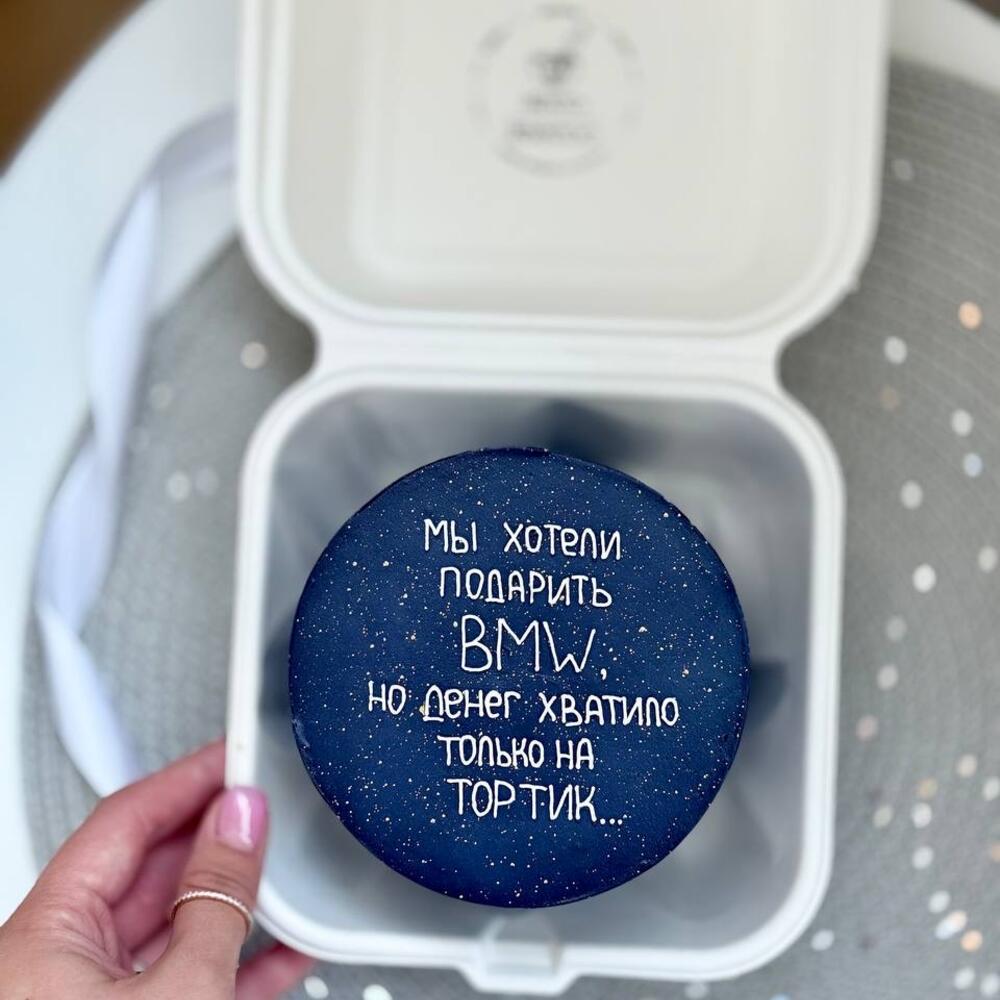 МЫ ХОТЕЛИ
ПОДАРИТЬ
BMW,
НО ДЕНЕГ ХВАТИЛО
ТОЛЬКО НА
ТОРТИК...